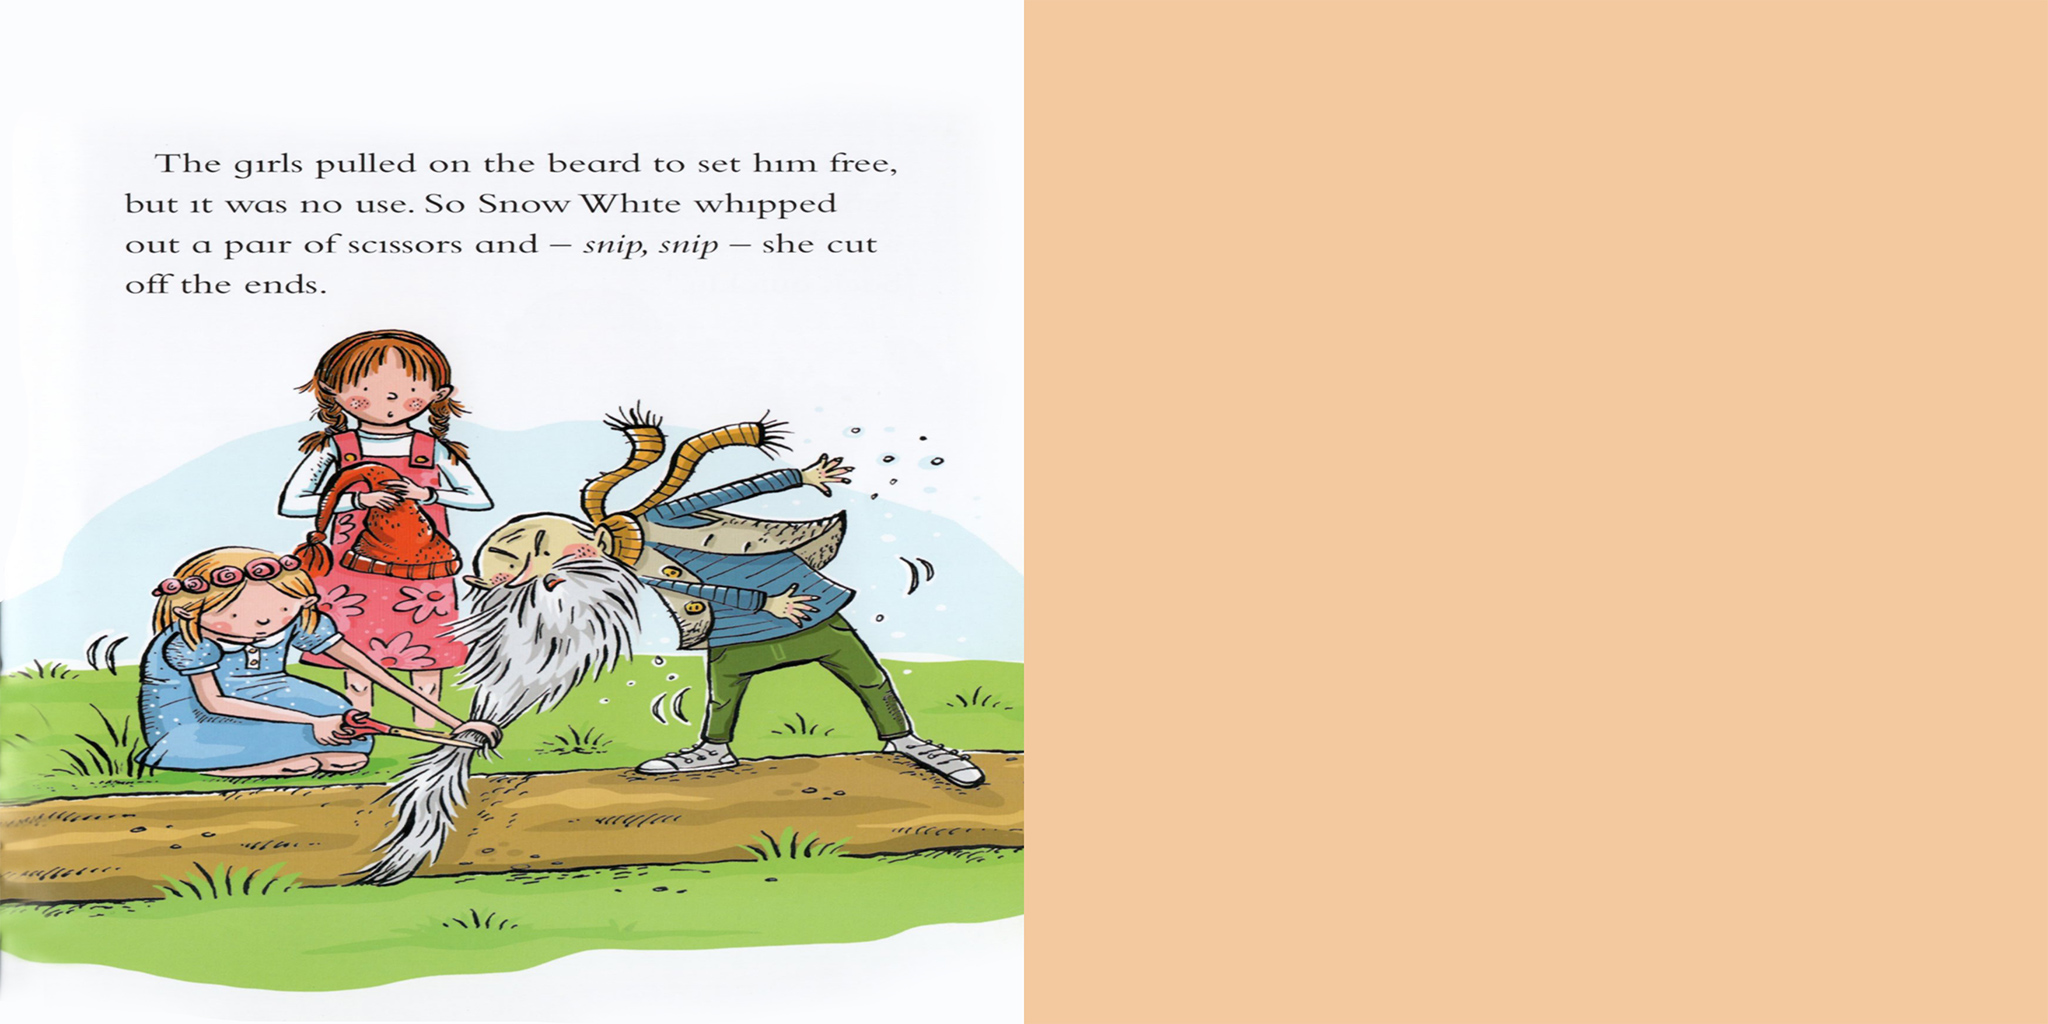 The girls pulled on the beard to set him free,
but it was no use. So Snow White whipped
out a pair of scissors and – snip, snip – she cut
off the ends.